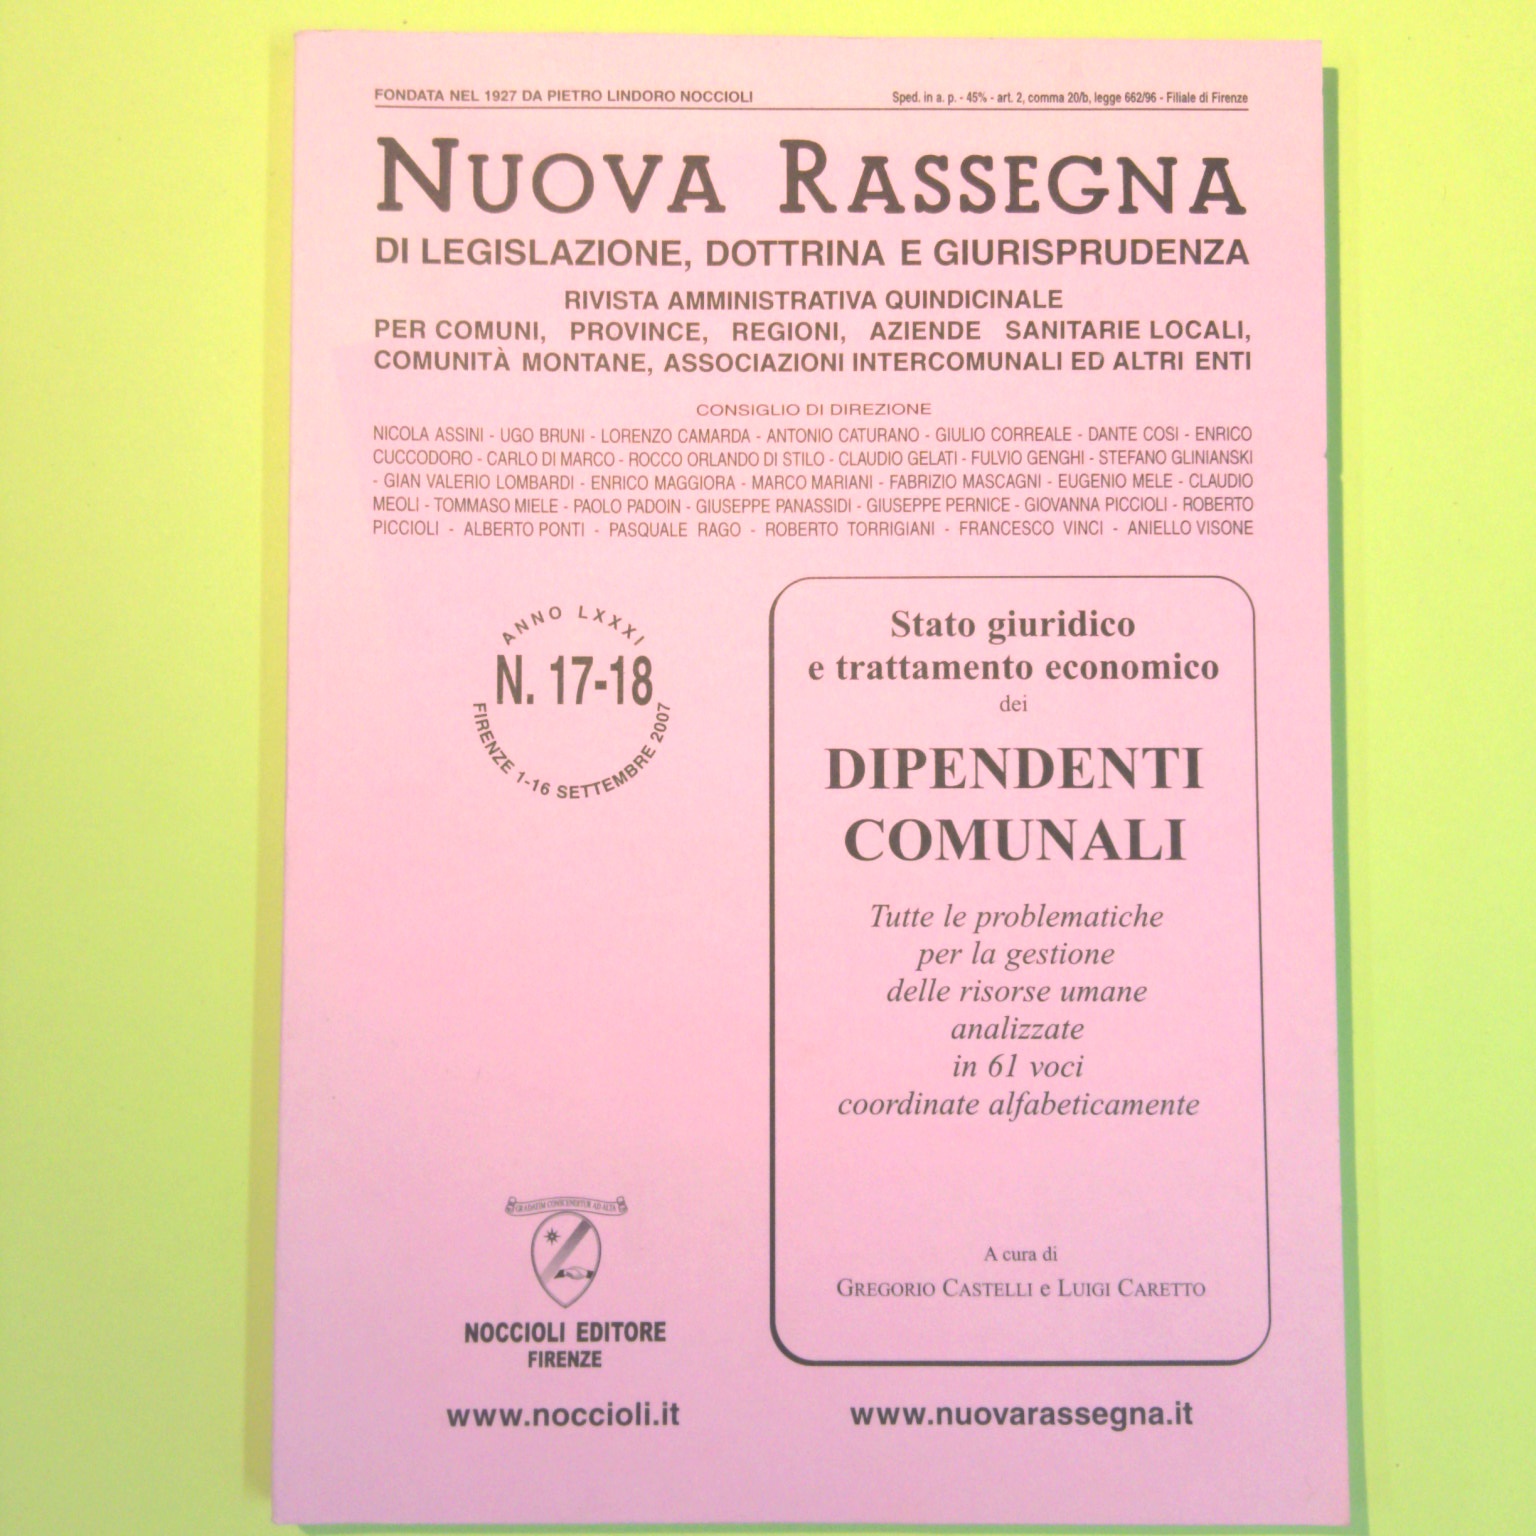 FONDATA NEL 1927 DA PIETRO LINDORO NOCCIOLI
Sped. in a. p. - 45% - art. 2, comma 20/b, legge 662/96 - Filiale di Firenze
NUOVA RASSEGNA
DI LEGISLAZIONE, DOTTRINA E GIURISPRUDENZA
RIVISTA AMMINISTRATIVA QUINDICINALE
PER COMUNI, PROVINCE, REGIONI, AZIENDE SANITARIE LOCALI,
COMUNITÀ MONTANE, ASSOCIAZIONI INTERCOMUNALI ED ALTRI ENTI
CONSIGLIO DI DIREZIONE
NICOLA ASSINI - UGO BRUNI - LORENZO CAMARDA - ANTONIO CATURANO - GIULIO CORREALE - DANTE COSI - ENRICO
CUCCODORO - CARLO DI MARCO - ROCCO ORLANDO DI STILO - CLAUDIO GELATI - FULVIO GENGHI - STEFANO GLINIANSKI
- GIAN VALERIO LOMBARDI - ENRICO MAGGIORA - MARCO MARIANI - FABRIZIO MASCAGNI - EUGENIO MELE - CLAUDIO
MEOLI - TOMMASO MIELE - PAOLO PADOIN - GIUSEPPE PANASSIDI - GIUSEPPE PERNICE - GIOVANNA PICCIOLI - ROBERTO
PICCIOLI - ALBERTO PONTI - PASQUALE RAGO - ROBERTO TORRIGIANI - FRANCESCO VINCI - ANIELLO VISONE
ANNO LXXXI
N. 17-18
FIRENZE 1-16 SETTEMBRE 2007
Stato giuridico
e trattamento economico
dei
DIPENDENTI
COMUNALI
Tutte le problematiche
per la gestione
delle risorse umane
analizzate
in 61 voci
coordinate alfabeticamente
A cura di
GREGORIO CASTELLI e LUIGI CARETTO
GRADATIM CONSCENDITUR AD ALTA
NOCCIOLI EDITORE
FIRENZE
www.noccioli.it
www.nuovarassegna.it